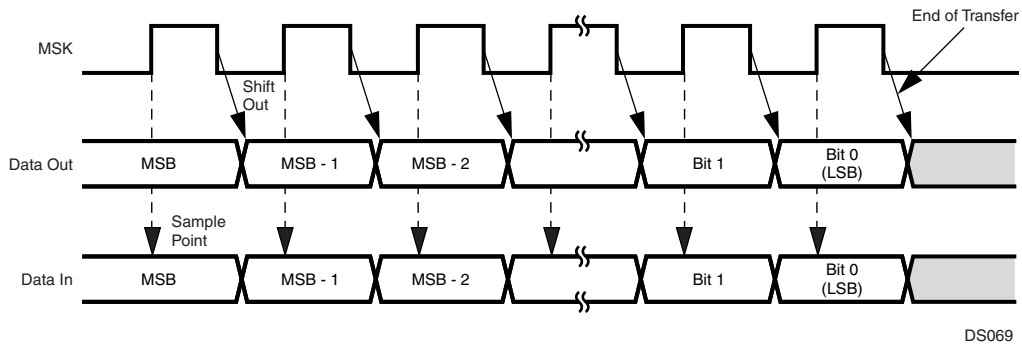 End of Transfer
MSK
Shift
Out
Data Out
MSB
MSB - 1
MSB - 2
Bit 1
Bit 0
(LSB)
Sample
Point
Data In
MSB
MSB - 1
MSB - 2
Bit 1
Bit 0
(LSB)
DS069